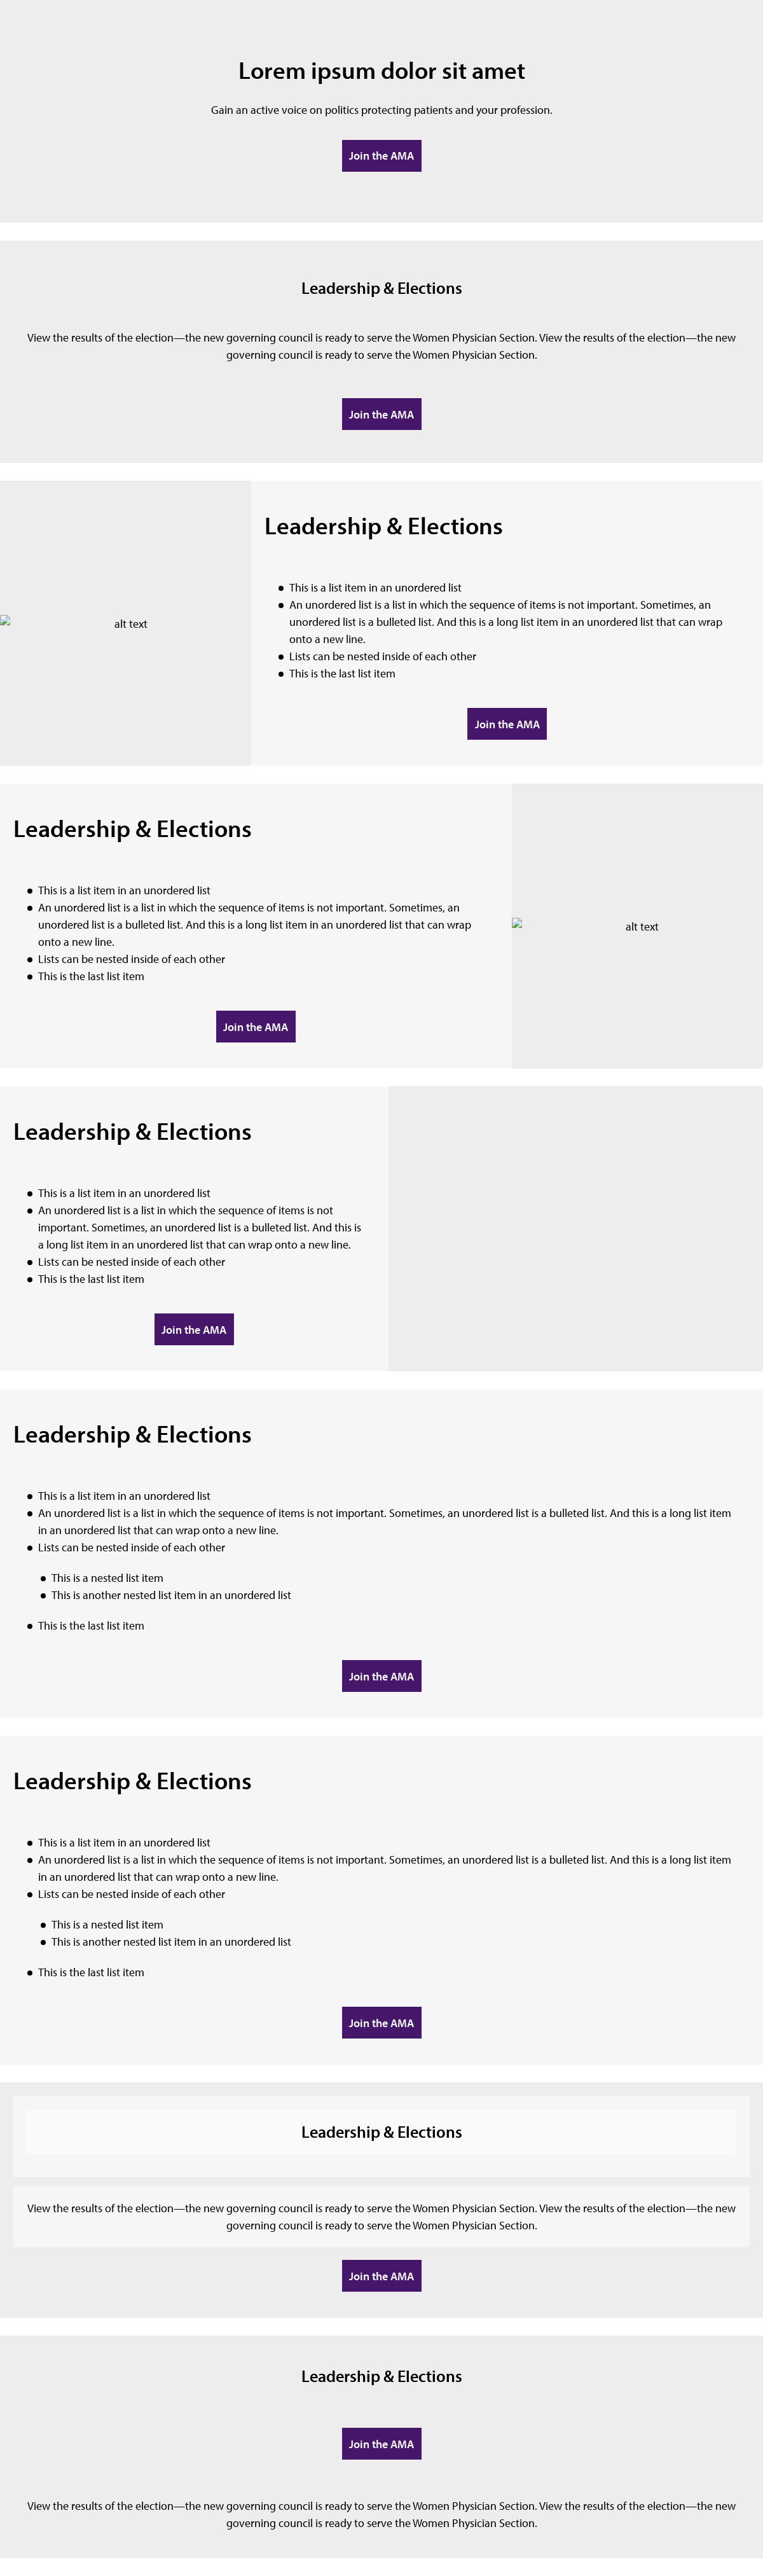 Lorem ipsum dolor sit amet
Gain an active voice on politics protecting patients and your profession.
Join the AMA
Leadership & Elections
View the results of the election—the new governing council is ready to serve the Women Physician Section. View the results of the election—the new
governing council is ready to serve the Women Physician Section.
Join the AMA
alt text
Leadership & Elections
This is a list item in an unordered list
An unordered list is a list in which the sequence of items is not important. Sometimes, an
unordered list is a bulleted list. And this is a long list item in an unordered list that can wrap
onto a new line.
Lists can be nested inside of each other
This is the last list item
Join the AMA
Leadership & Elections
This is a list item in an unordered list
An unordered list is a list in which the sequence of items is not important. Sometimes, an
unordered list is a bulleted list. And this is a long list item in an unordered list that can wrap
onto a new line.
Lists can be nested inside of each other
This is the last list item
Join the AMA
alt text
Leadership & Elections
This is a list item in an unordered list
An unordered list is a list in which the sequence of items is not
important. Sometimes, an unordered list is a bulleted list. And this is
a long list item in an unordered list that can wrap onto a new line.
Lists can be nested inside of each other
This is the last list item
Join the AMA
Leadership & Elections
This is a list item in an unordered list
An unordered list is a list in which the sequence of items is not important. Sometimes, an unordered list is a bulleted list. And this is a long list item
in an unordered list that can wrap onto a new line.
Lists can be nested inside of each other
This is a nested list item
This is another nested list item in an unordered list
This is the last list item
Join the AMA
Leadership & Elections
This is a list item in an unordered list
An unordered list is a list in which the sequence of items is not important. Sometimes, an unordered list is a bulleted list. And this is a long list item
in an unordered list that can wrap onto a new line.
Lists can be nested inside of each other
This is a nested list item
This is another nested list item in an unordered list
This is the last list item
Join the AMA
Leadership & Elections
View the results of the election—the new governing council is ready to serve the Women Physician Section. View the results of the election—the new
governing council is ready to serve the Women Physician Section.
Join the AMA
Leadership & Elections
Join the AMA
View the results of the election—the new governing council is ready to serve the Women Physician Section. View the results of the election—the new
governing council is ready to serve the Women Physician Section.